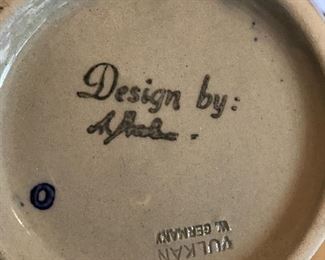 Design by:
O
VULKAN
W. GERMANY